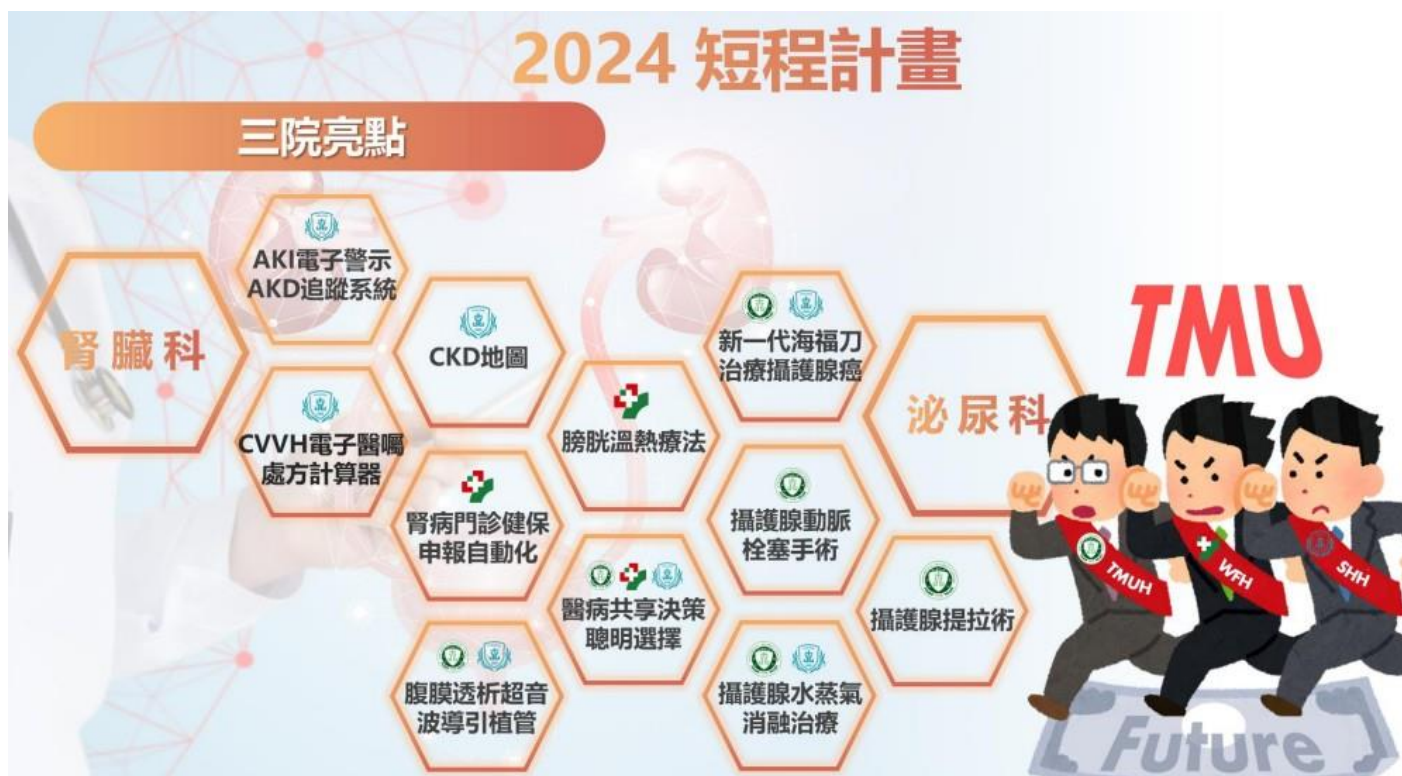 2024 短程計畫
三院亮點
腎臟科
AKI電子警示
AKD追蹤系統
CVVH電子醫囑
處方計算器
CKD地圖
腎病門診健保
申報自動化
腹膜透析超音
波導引植管
膀胱溫熱療法
醫病共享決策
聰明選擇
新一代海福刀
治療攝護腺癌
攝護腺動脈
栓塞手術
攝護腺水蒸氣
消融治療
泌尿科
攝護腺提拉術
TMU
TMUH
WFH
SHH
Future